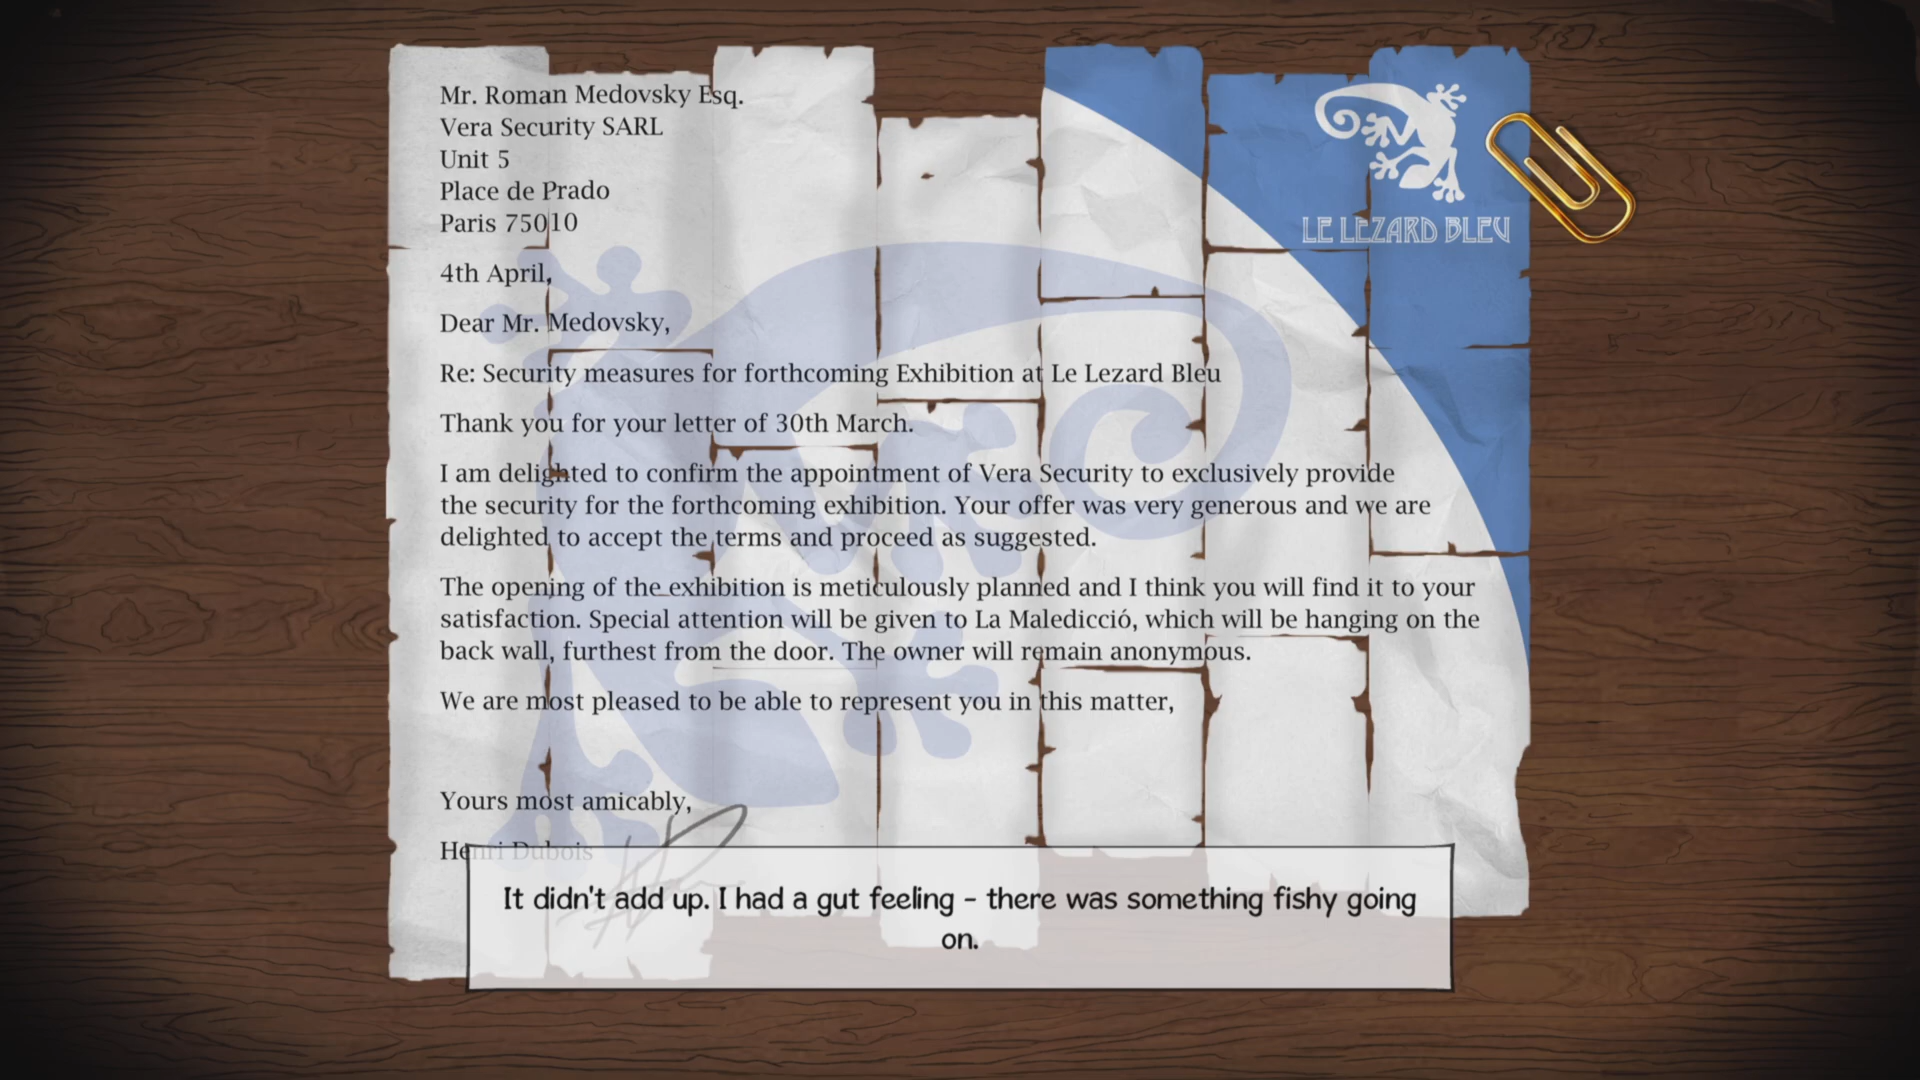 Mr. Roman Medovsky Esq.
Vera Security SARL
Unit 5
Place de Prado
Paris 75010
LE LEZARD BLEU
4th April,
Dear Mr. Medovsky,
Re: Security measures for forthcoming Exhibition at Le Lezard Bleu
Thank you for your letter of 30th March.
I am delighted to confirm the appointment of Vera Security to exclusively provide
the security for the forthcoming exhibition. Your offer was very generous and we are
delighted to accept the terms and proceed as suggested.
The opening of the exhibition is meticulously planned and I think you will find it to your
satisfaction. Special attention will be given to La Maledicció, which will be hanging on the
back wall, furthest from the door. The owner will remain anonymous.
We are most pleased to be able to represent you in this matter,
Yours most amicably,
Henri Dubois
It didn't add up. I had a gut feeling - there was something fishy going
on.